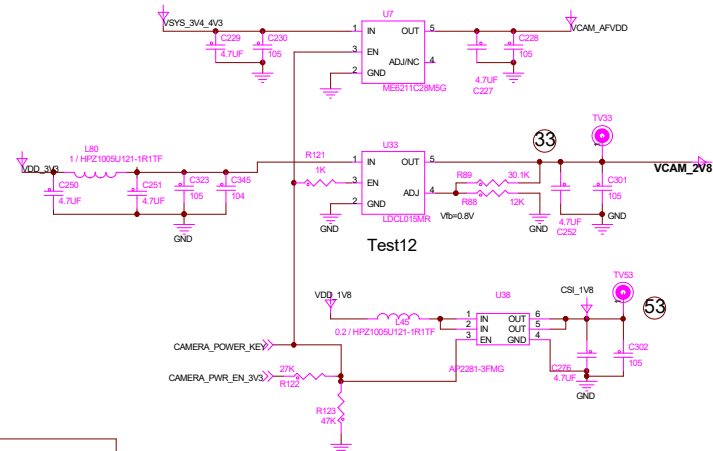 U7
VSYS_3V4_4V3
VCAM_AFVDD
C229
4.7UF
C230
105
1 IN OUT 5
3 EN
ADJ/NC 4
2 GND
ME6211C28M5G
C228
105
4.7UF
C227
TV33
1
33
L80
1 / HPZ1005U121-1R1TF
VDD_3V3
U33
R121
1K
1 IN OUT 5
3 EN
ADJ 4
2 GND
LDCL015MR
R89 30.1K
R88 12K
Vfb=0.8V
VCAM_2V8
C250
4.7UF
C251
4.7UF
C323
105
C345
104
C301
105
4.7UF
C252
GND
GND
GND
GND
Test12
TV53
1
53
VDD_1V8
U38
CSI_1V8
L45
0.2 / HPZ1005U121-1R1TF
1 IN OUT 6
2 IN OUT 5
3 EN GND 4
AP2281-3FMG
C276
4.7UF
C302
105
GND
CAMERA_POWER_KEY
CAMERA_PWR_EN_3V3
27K
R122
R123
47K